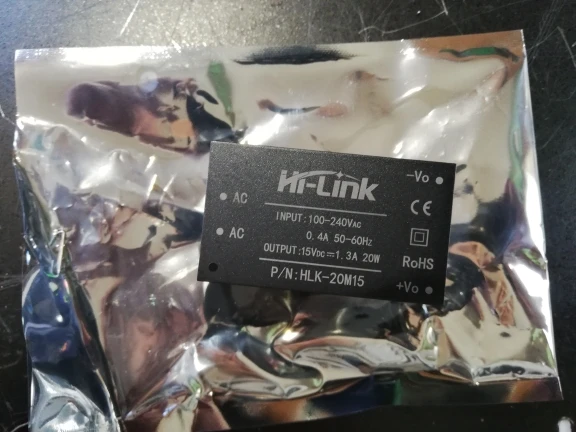 Hi-Link
-Vo
AC
INPUT:100-240VAC
0.4A 50-60Hz
CE
AC
OUTPUT:15VDC⎓1.3A 20W
RoHS
P/N:HLK-20M15
+Vo